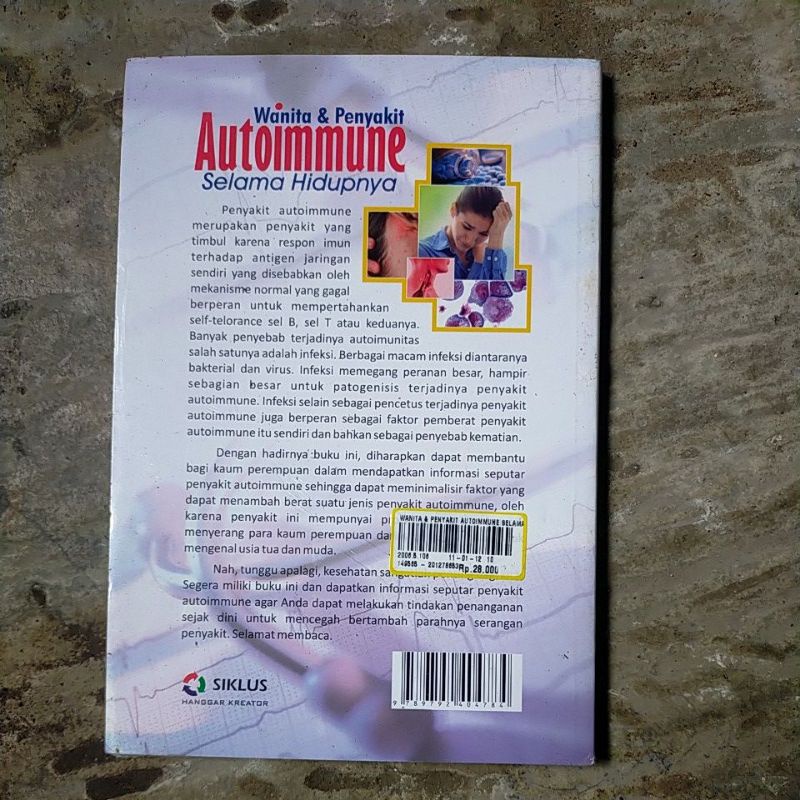 Wanita & Penyakit
Autoimmune
Selama Hidupnya
Penyakit autoimmune
merupakan penyakit yang
timbul karena respon imun
terhadap antigen jaringan
sendiri yang disebabkan oleh
mekanisme normal yang gagal
berperan untuk mempertahankan
self-telorance sel B, sel T atau keduanya.
Banyak penyebab terjadinya autoimunitas
salah satunya adalah infeksi. Berbagai macam infeksi diantaranya
bakterial dan virus. Infeksi memegang peranan besar, hampir
sebagian besar untuk patogenisis terjadinya penyakit
autoimmune. Infeksi selain sebagai pencetus terjadinya penyakit
autoimmune juga berperan sebagai faktor pemberat penyakit
autoimmune itu sendiri dan bahkan sebagai penyebab kematian.
Dengan hadirnya buku ini, diharapkan dapat membantu
bagi kaum perempuan dalam mendapatkan informasi seputar
penyakit autoimmune sehingga dapat meminimalisir faktor yang
dapat menambah berat suatu jenis penyakit autoimmune, oleh
karena penyakit ini mempunyai
menyerang para kaum perempuan
mengenal usia tua dan muda.
WANITA & PENYAKIT AUTOIMMUNE SELAMA
11-01-12
Rp.28.000
Nah, tunggu apalagi, kesehatan
Segera miliki buku ini dan dapatkan informasi seputar penyakit
autoimmune agar Anda dapat melakukan tindakan penanganan
sejak dini untuk mencegah bertambah parahnya serangan
penyakit. Selamat membaca.
SIKLUS
HANGGAR KREATOR
9 789792 404784